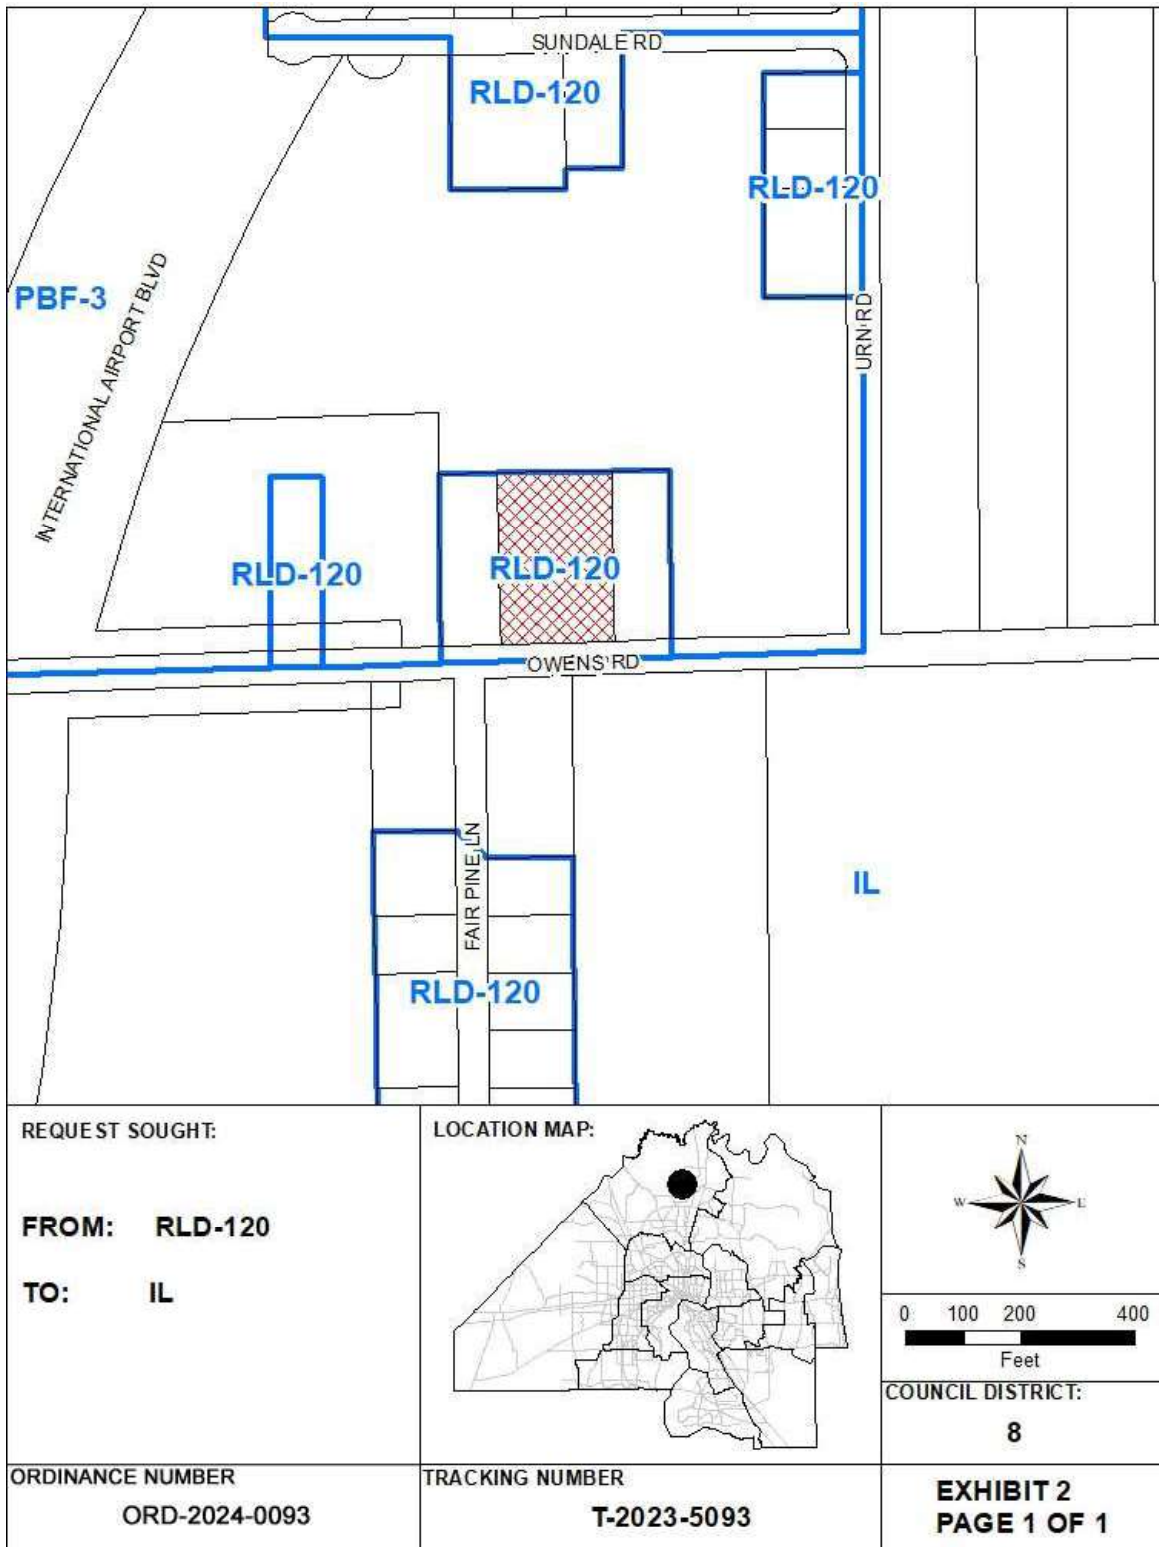 SUNDALE RD
RLD-120
RLD-120
PBF-3
INTERNATIONAL AIRPORT BLVD
URN RD
RLD-120
RLD-120
OWENS RD
FAIR PINE LN
IL
RLD-120
REQUEST SOUGHT:
FROM: RLD-120
TO: IL
LOCATION MAP:
N
W E
S
0 100 200 400
Feet
COUNCIL DISTRICT:
8
ORDINANCE NUMBER
ORD-2024-0093
TRACKING NUMBER
T-2023-5093
EXHIBIT 2
PAGE 1 OF 1